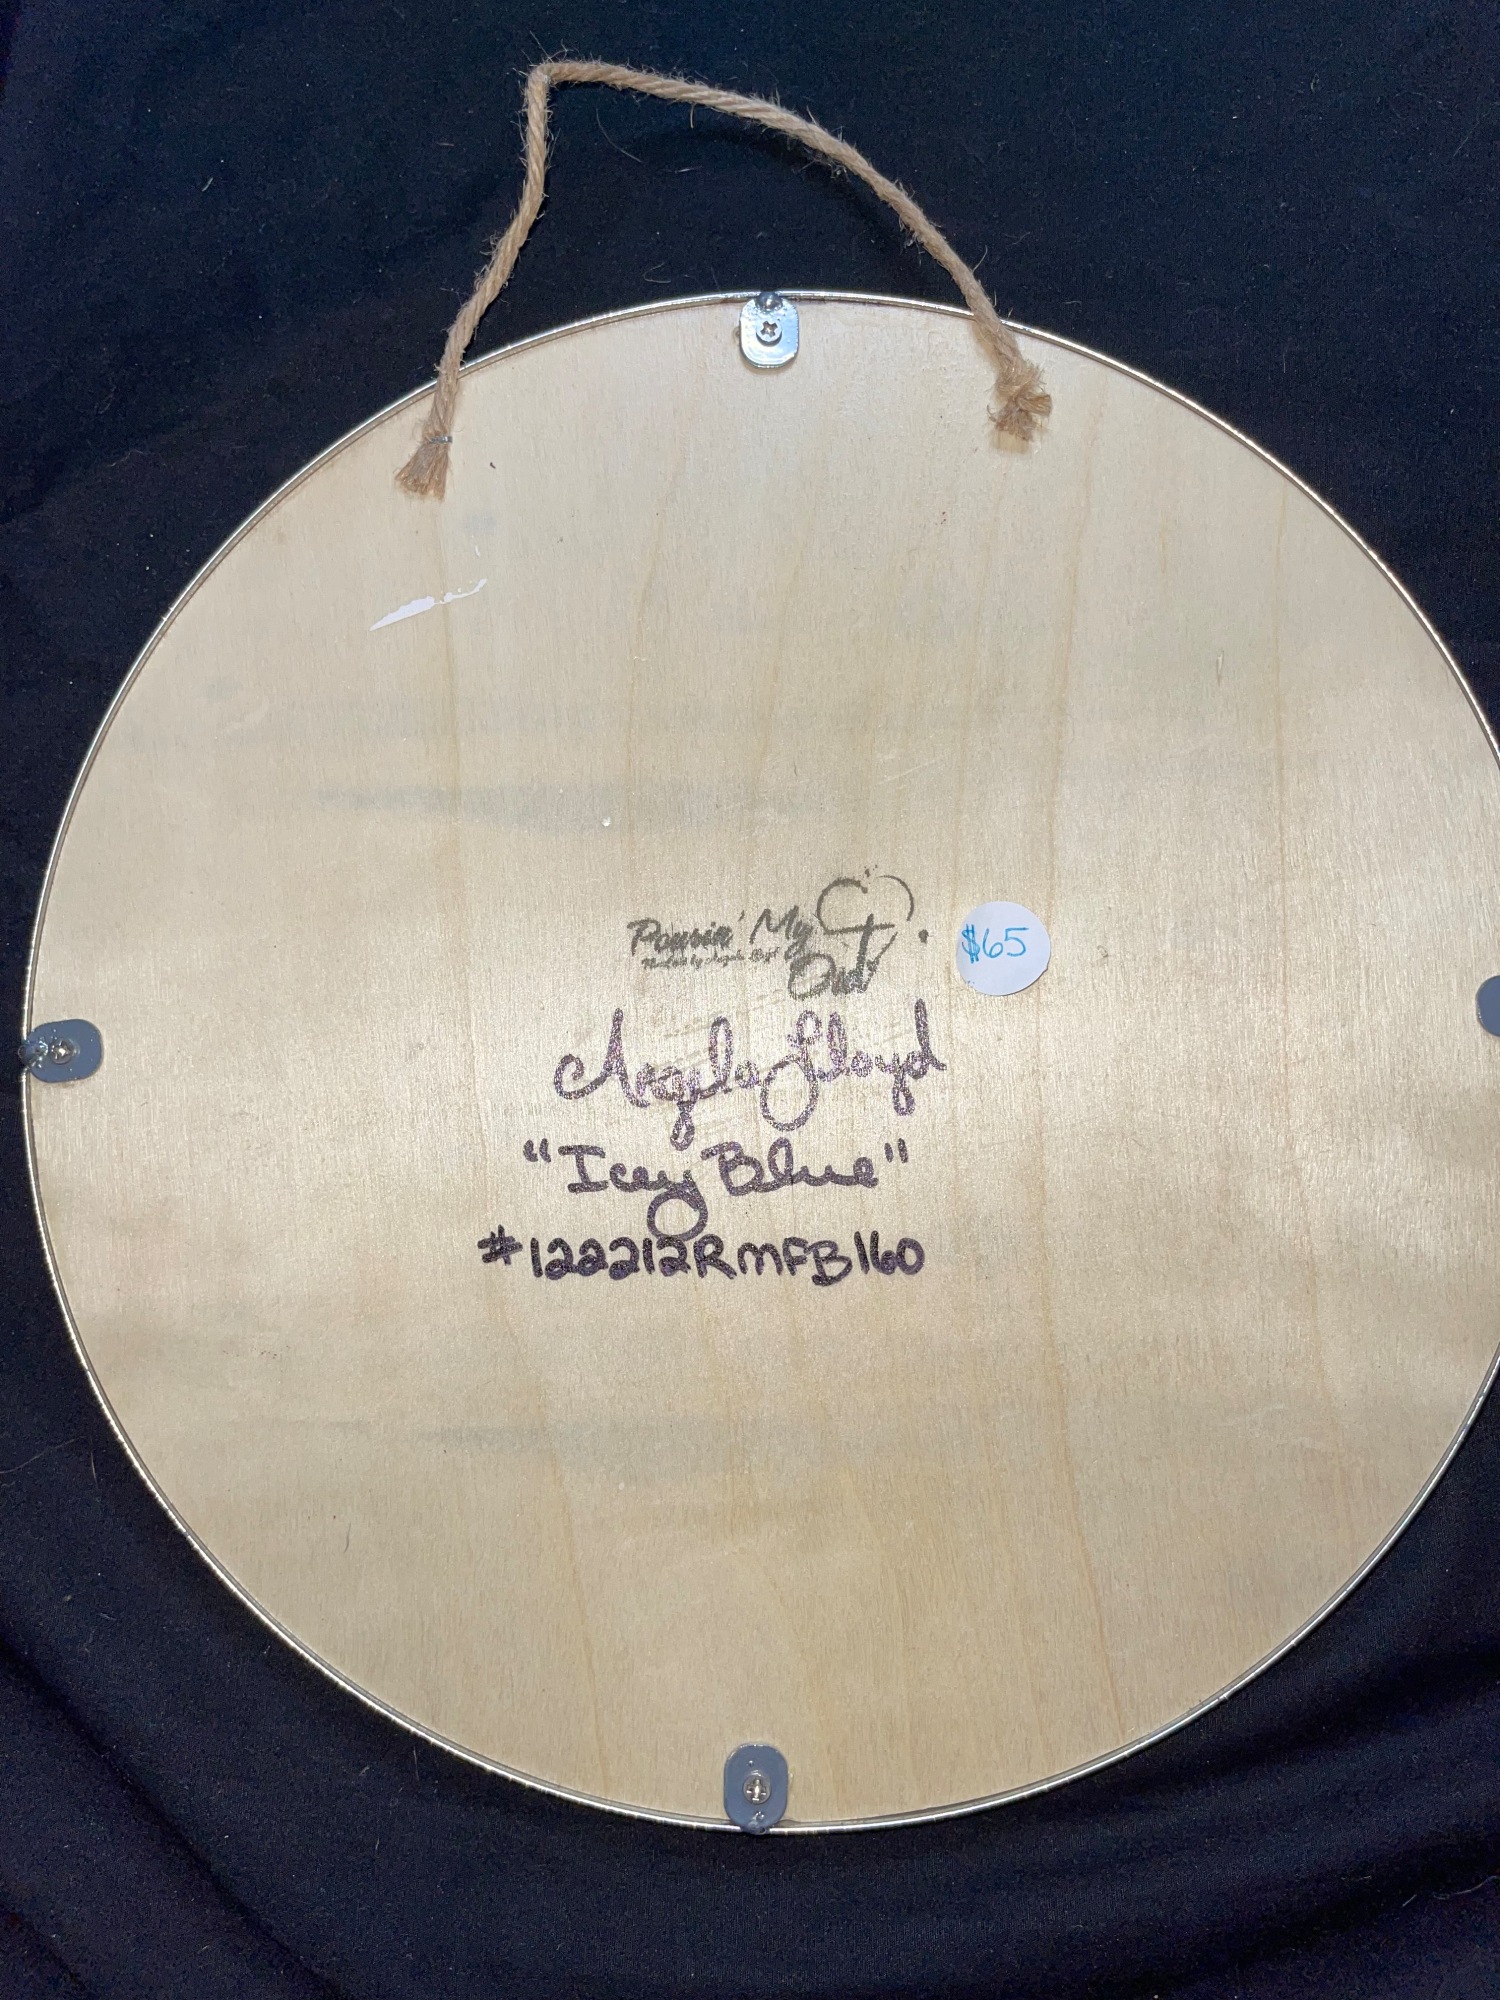 Pourin' My
Out
$65
Angela Lloyd
"Icey Blue"
#122212RMFB160